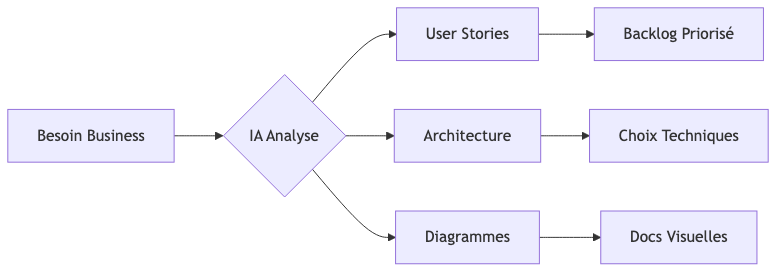 Besoin Business
IA Analyse
User Stories
Backlog Priorisé
Architecture
Choix Techniques
Diagrammes
Docs Visuelles